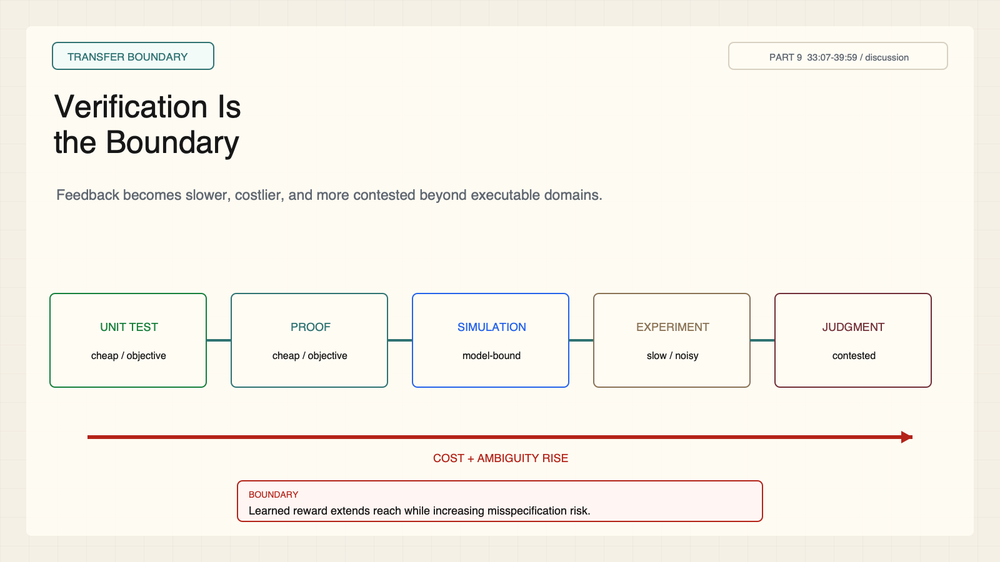 TRANSFER BOUNDARY
PART 9  33:07-39:59 / discussion
Verification Is
the Boundary
Feedback becomes slower, costlier, and more contested beyond executable domains.
UNIT TEST
cheap / objective
PROOF
cheap / objective
SIMULATION
model-bound
EXPERIMENT
slow / noisy
JUDGMENT
contested
COST + AMBIGUITY RISE
BOUNDARY
Learned reward extends reach while increasing misspecification risk.